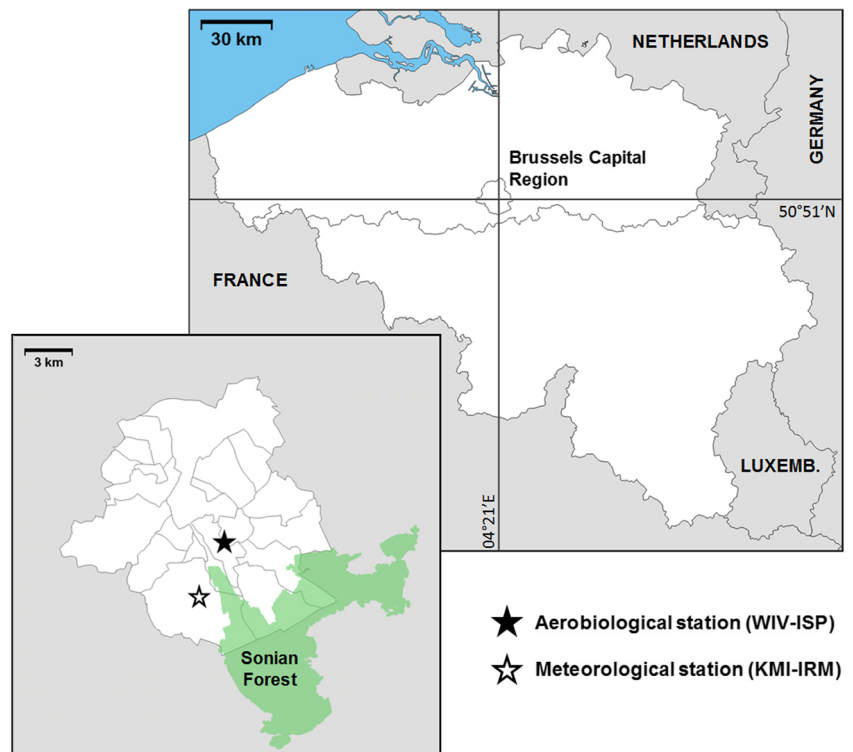 30 km
NETHERLANDS
GERMANY
Brussels Capital
Region
50°51'N
FRANCE
3 km
LUXEMB.
04°21'E
Aerobiological station (WIV-ISP)
Meteorological station (KMI-IRM)
Sonian
Forest